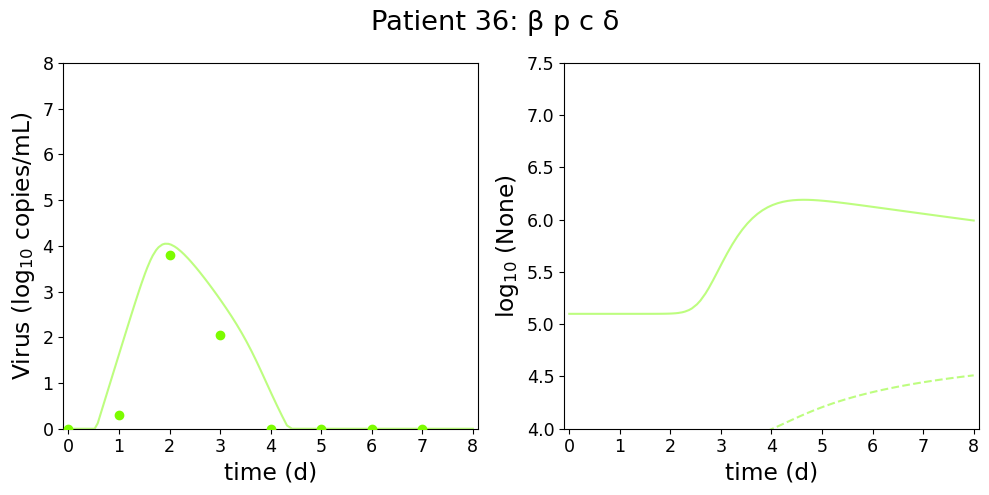 Patient 36: β p c δ
Virus (log₁₀ copies/mL)
8
7
6
5
4
3
2
1
0
0 1 2 3 4 5 6 7 8
time (d)
log₁₀ (None)
7.5
7.0
6.5
6.0
5.5
5.0
4.5
4.0
0 1 2 3 4 5 6 7 8
time (d)